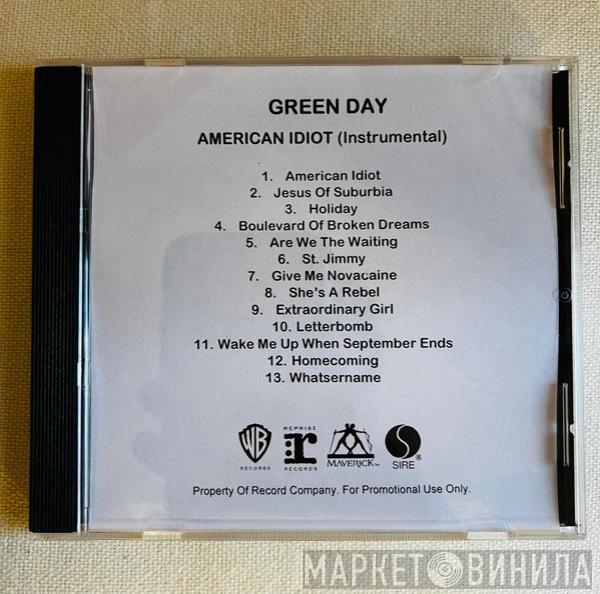 GREEN DAY
AMERICAN IDIOT (Instrumental)
1. American Idiot
2. Jesus Of Suburbia
3. Holiday
4. Boulevard Of Broken Dreams
5. Are We The Waiting
6. St. Jimmy
7. Give Me Novacaine
8. She's A Rebel
9. Extraordinary Girl
10. Letterbomb
11. Wake Me Up When September Ends
12. Homecoming
13. Whatsername
WB RECORDS
REPRISE r RECORDS
MAVERICK™
S SIRE®
Property Of Record Company. For Promotional Use Only.
МАРКЕТ ВИНИЛА